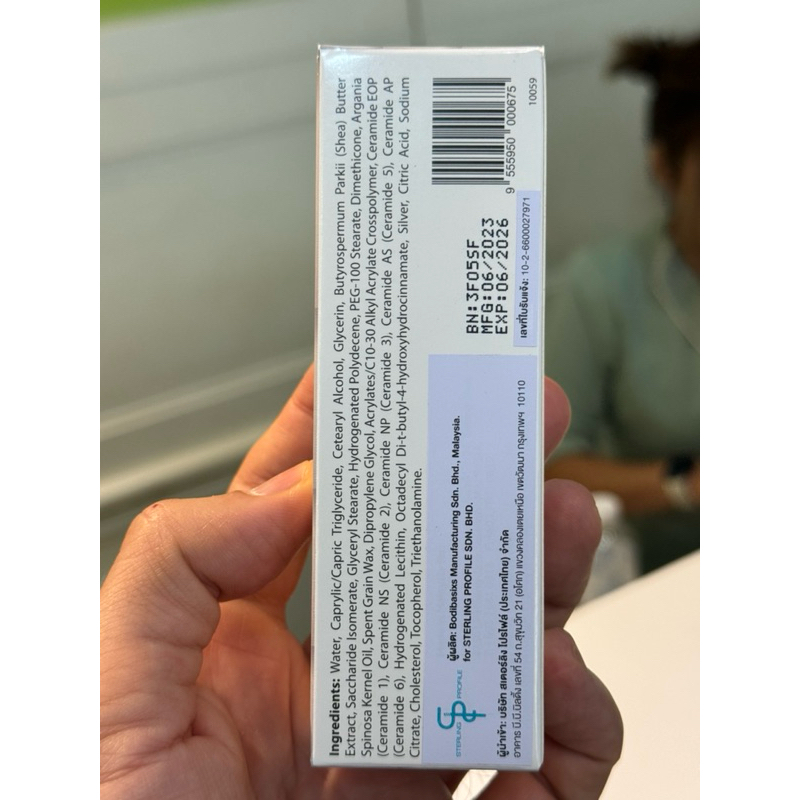 Ingredients: Water, Caprylic/Capric Triglyceride, Cetearyl Alcohol, Glycerin, Butyrospermum Parkii (Shea) Butter
Extract, Saccharide Isomerate, Glyceryl Stearate, Hydrogenated Polydecene, PEG-100 Stearate, Dimethicone, Argania
Spinosa Kernel Oil, Spent Grain Wax, Dipropylene Glycol, Acrylates/C10-30 Alkyl Acrylate Crosspolymer, Ceramide EOP
(Ceramide 1), Ceramide NS (Ceramide 2), Ceramide NP (Ceramide 3), Ceramide AS (Ceramide 5), Ceramide AP
(Ceramide 6), Hydrogenated Lecithin, Octadecyl Di-t-butyl-4-hydroxyhydrocinnamate, Silver, Citric Acid, Sodium
Citrate, Cholesterol, Tocopherol, Triethanolamine.
STERLING PROFILE
ผู้ผลิต: Bodibasixs Manufacturing Sdn. Bhd., Malaysia.
for STERLING PROFILE SDN. BHD.
ผู้นำเข้า: บริษัท สเตอร์ลิง โปรไฟล์ (ประเทศไทย) จำกัด
อาคาร บี.บี.บิลดิ้ง เลขที่ 54 ถ.สุขุมวิท 21 (อโศก) แขวงคลองเตยเหนือ เขตวัฒนา กรุงเทพฯ 10110
BN:3F05SF
MFG:06/2023
EXP:06/2026
เลขที่ใบรับแจ้ง: 10-2-6600027971
9 555950 000675
10059